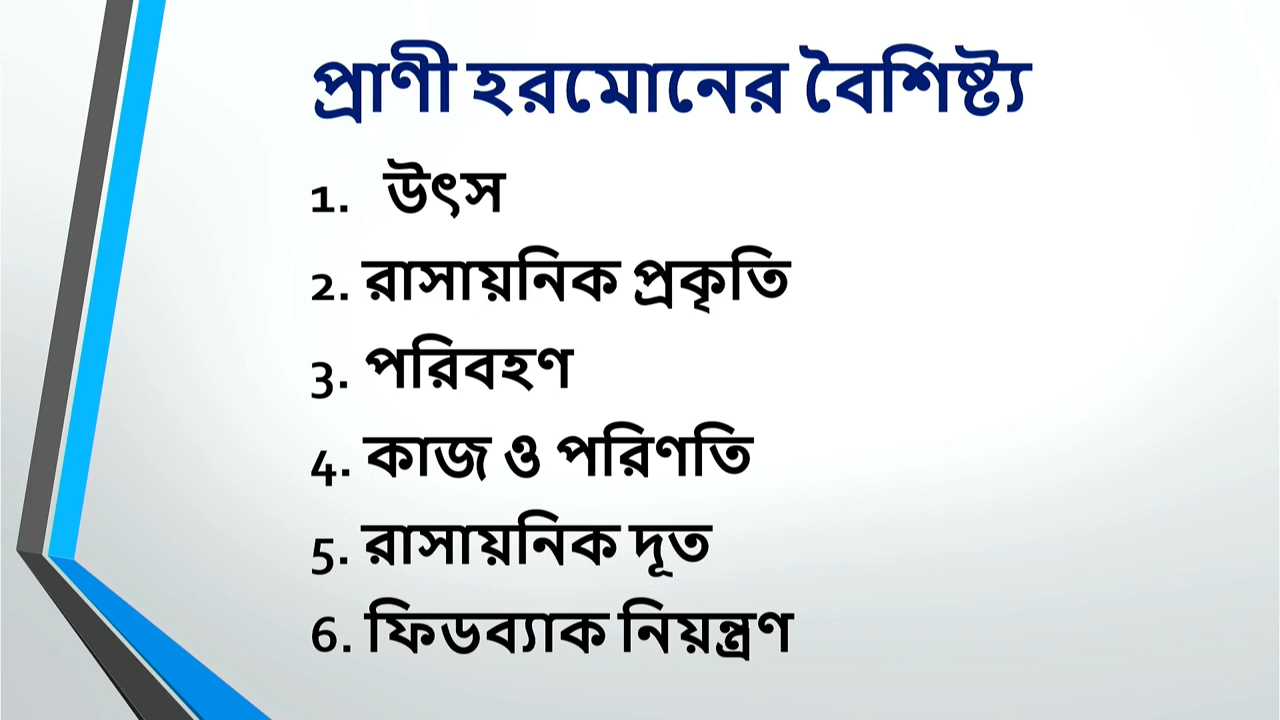 প্রাণী হরমোনের বৈশিষ্ট্য
1. উৎস
2. রাসায়নিক প্রকৃতি
3. পরিবহণ
4. কাজ ও পরিণতি
5. রাসায়নিক দূত
6. ফিডব্যাক নিয়ন্ত্রণ